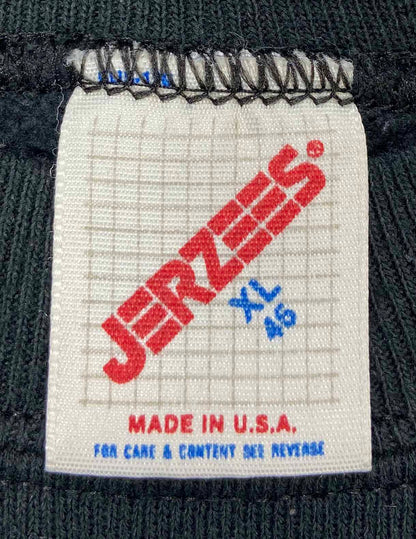 JERZEES®
XL
46
MADE IN U.S.A.
FOR CARE & CONTENT SEE REVERSE